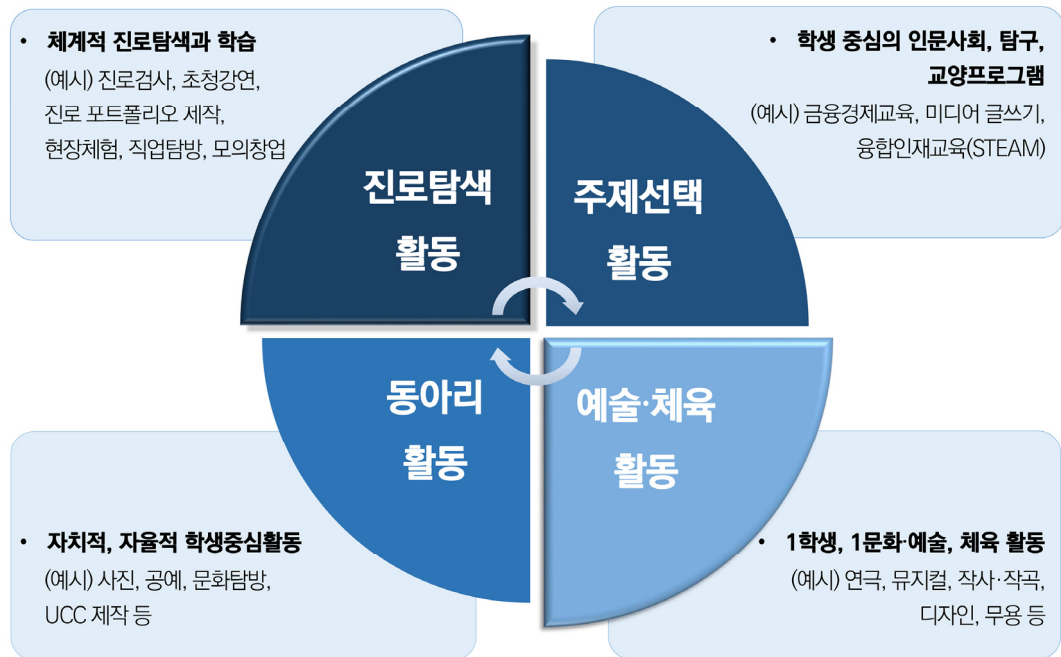 • 체계적 진로탐색과 학습
(예시) 진로검사, 초청강연,
진로 포트폴리오 제작,
현장체험, 직업탐방, 모의창업
진로탐색
활동
• 학생 중심의 인문사회, 탐구,
교양프로그램
(예시) 금융경제교육, 미디어 글쓰기,
융합인재교육(STEAM)
주제선택
활동
동아리
활동
• 자치적, 자율적 학생중심활동
(예시) 사진, 공예, 문화탐방,
UCC 제작 등
예술·체육
활동
• 1학생, 1문화·예술, 체육 활동
(예시) 연극, 뮤지컬, 작사·작곡,
디자인, 무용 등